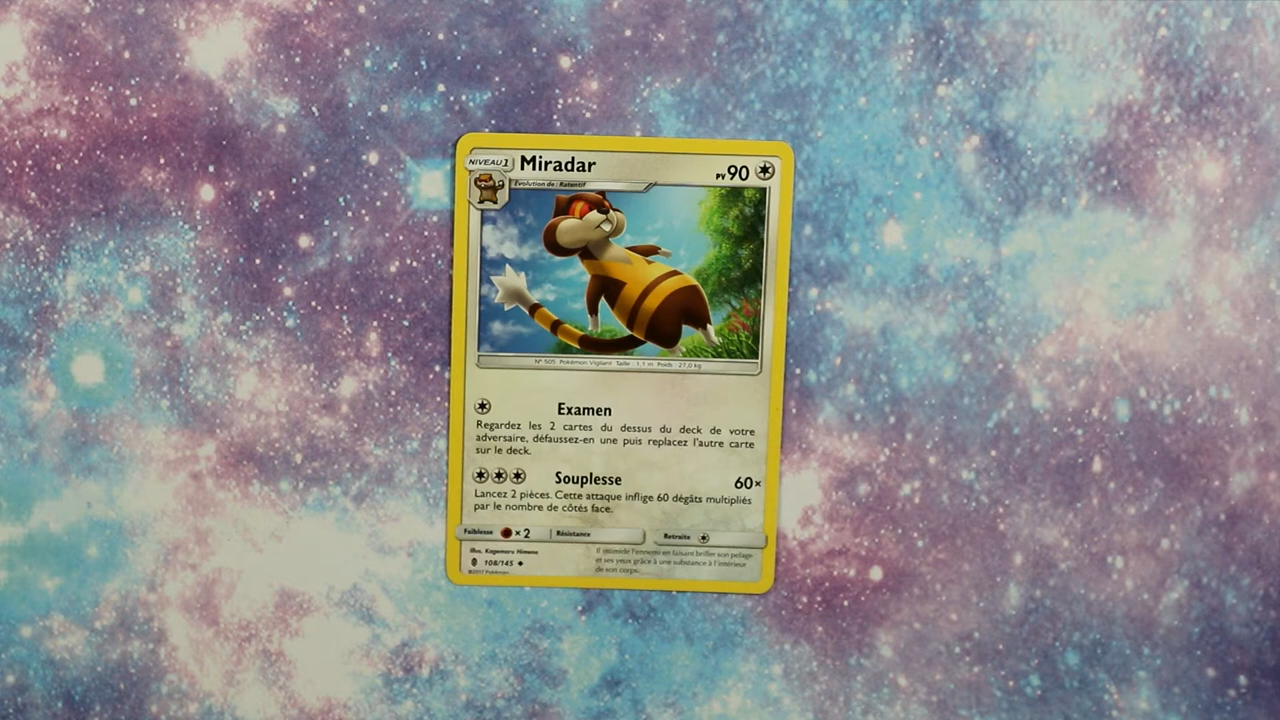 NIVEAU 1
Miradar
PV 90
Évolution de : Ratentif
N° 505 Pokémon Vigilant Taille : 1,1 m Poids : 27,0 kg
Examen
Regardez les 2 cartes du dessus du deck de votre
adversaire, défaussez-en une puis replacez l'autre carte
sur le deck.
Souplesse 60×
Lancez 2 pièces. Cette attaque inflige 60 dégâts multipliés
par le nombre de côtés face.
Faiblesse ×2 Résistance Retraite
Illus. Kagemaru Himeno
108/145
©2017 Pokémon
Il intimide l'ennemi en faisant briller son pelage
et ses yeux grâce à une substance à l'intérieur
de son corps.